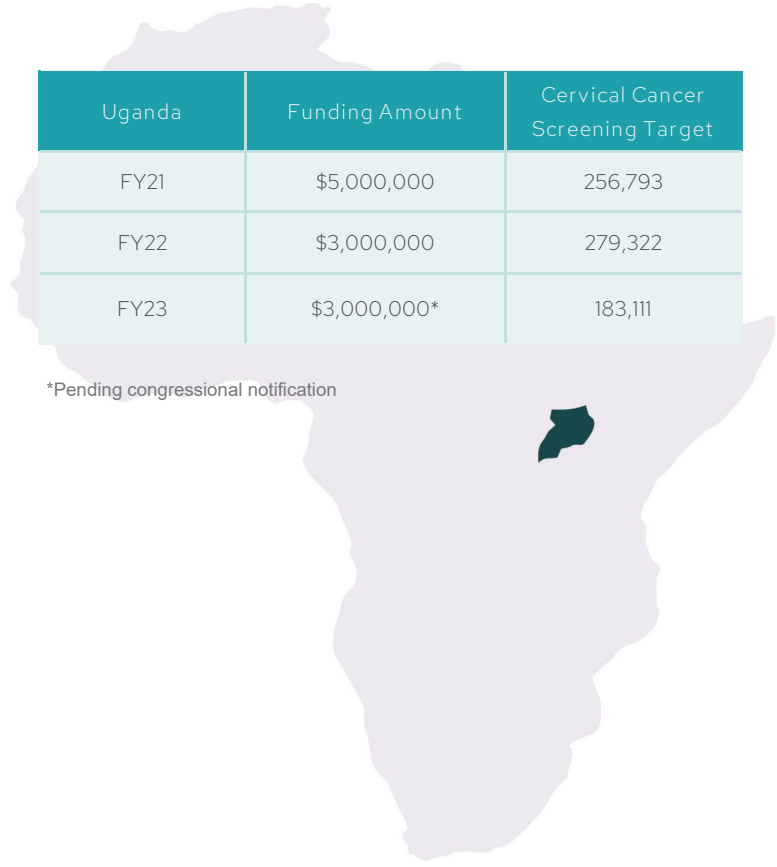 Uganda Funding Amount Cervical Cancer
Screening Target
FY21 $5,000,000 256,793
FY22 $3,000,000 279,322
FY23 $3,000,000* 183,111
*Pending congressional notification